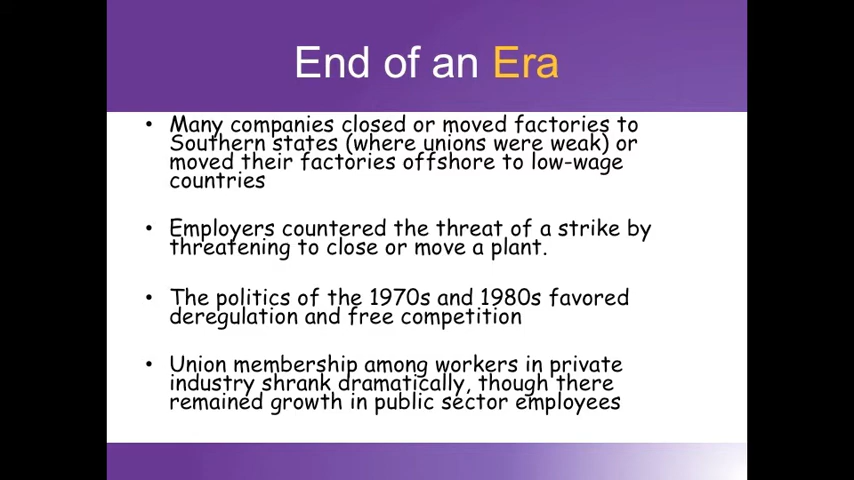 End of an Era
• Many companies closed or moved factories to
Southern states (where unions were weak) or
moved their factories offshore to low-wage
countries
• Employers countered the threat of a strike by
threatening to close or move a plant.
• The politics of the 1970s and 1980s favored
deregulation and free competition
• Union membership among workers in private
industry shrank dramatically, though there
remained growth in public sector employees